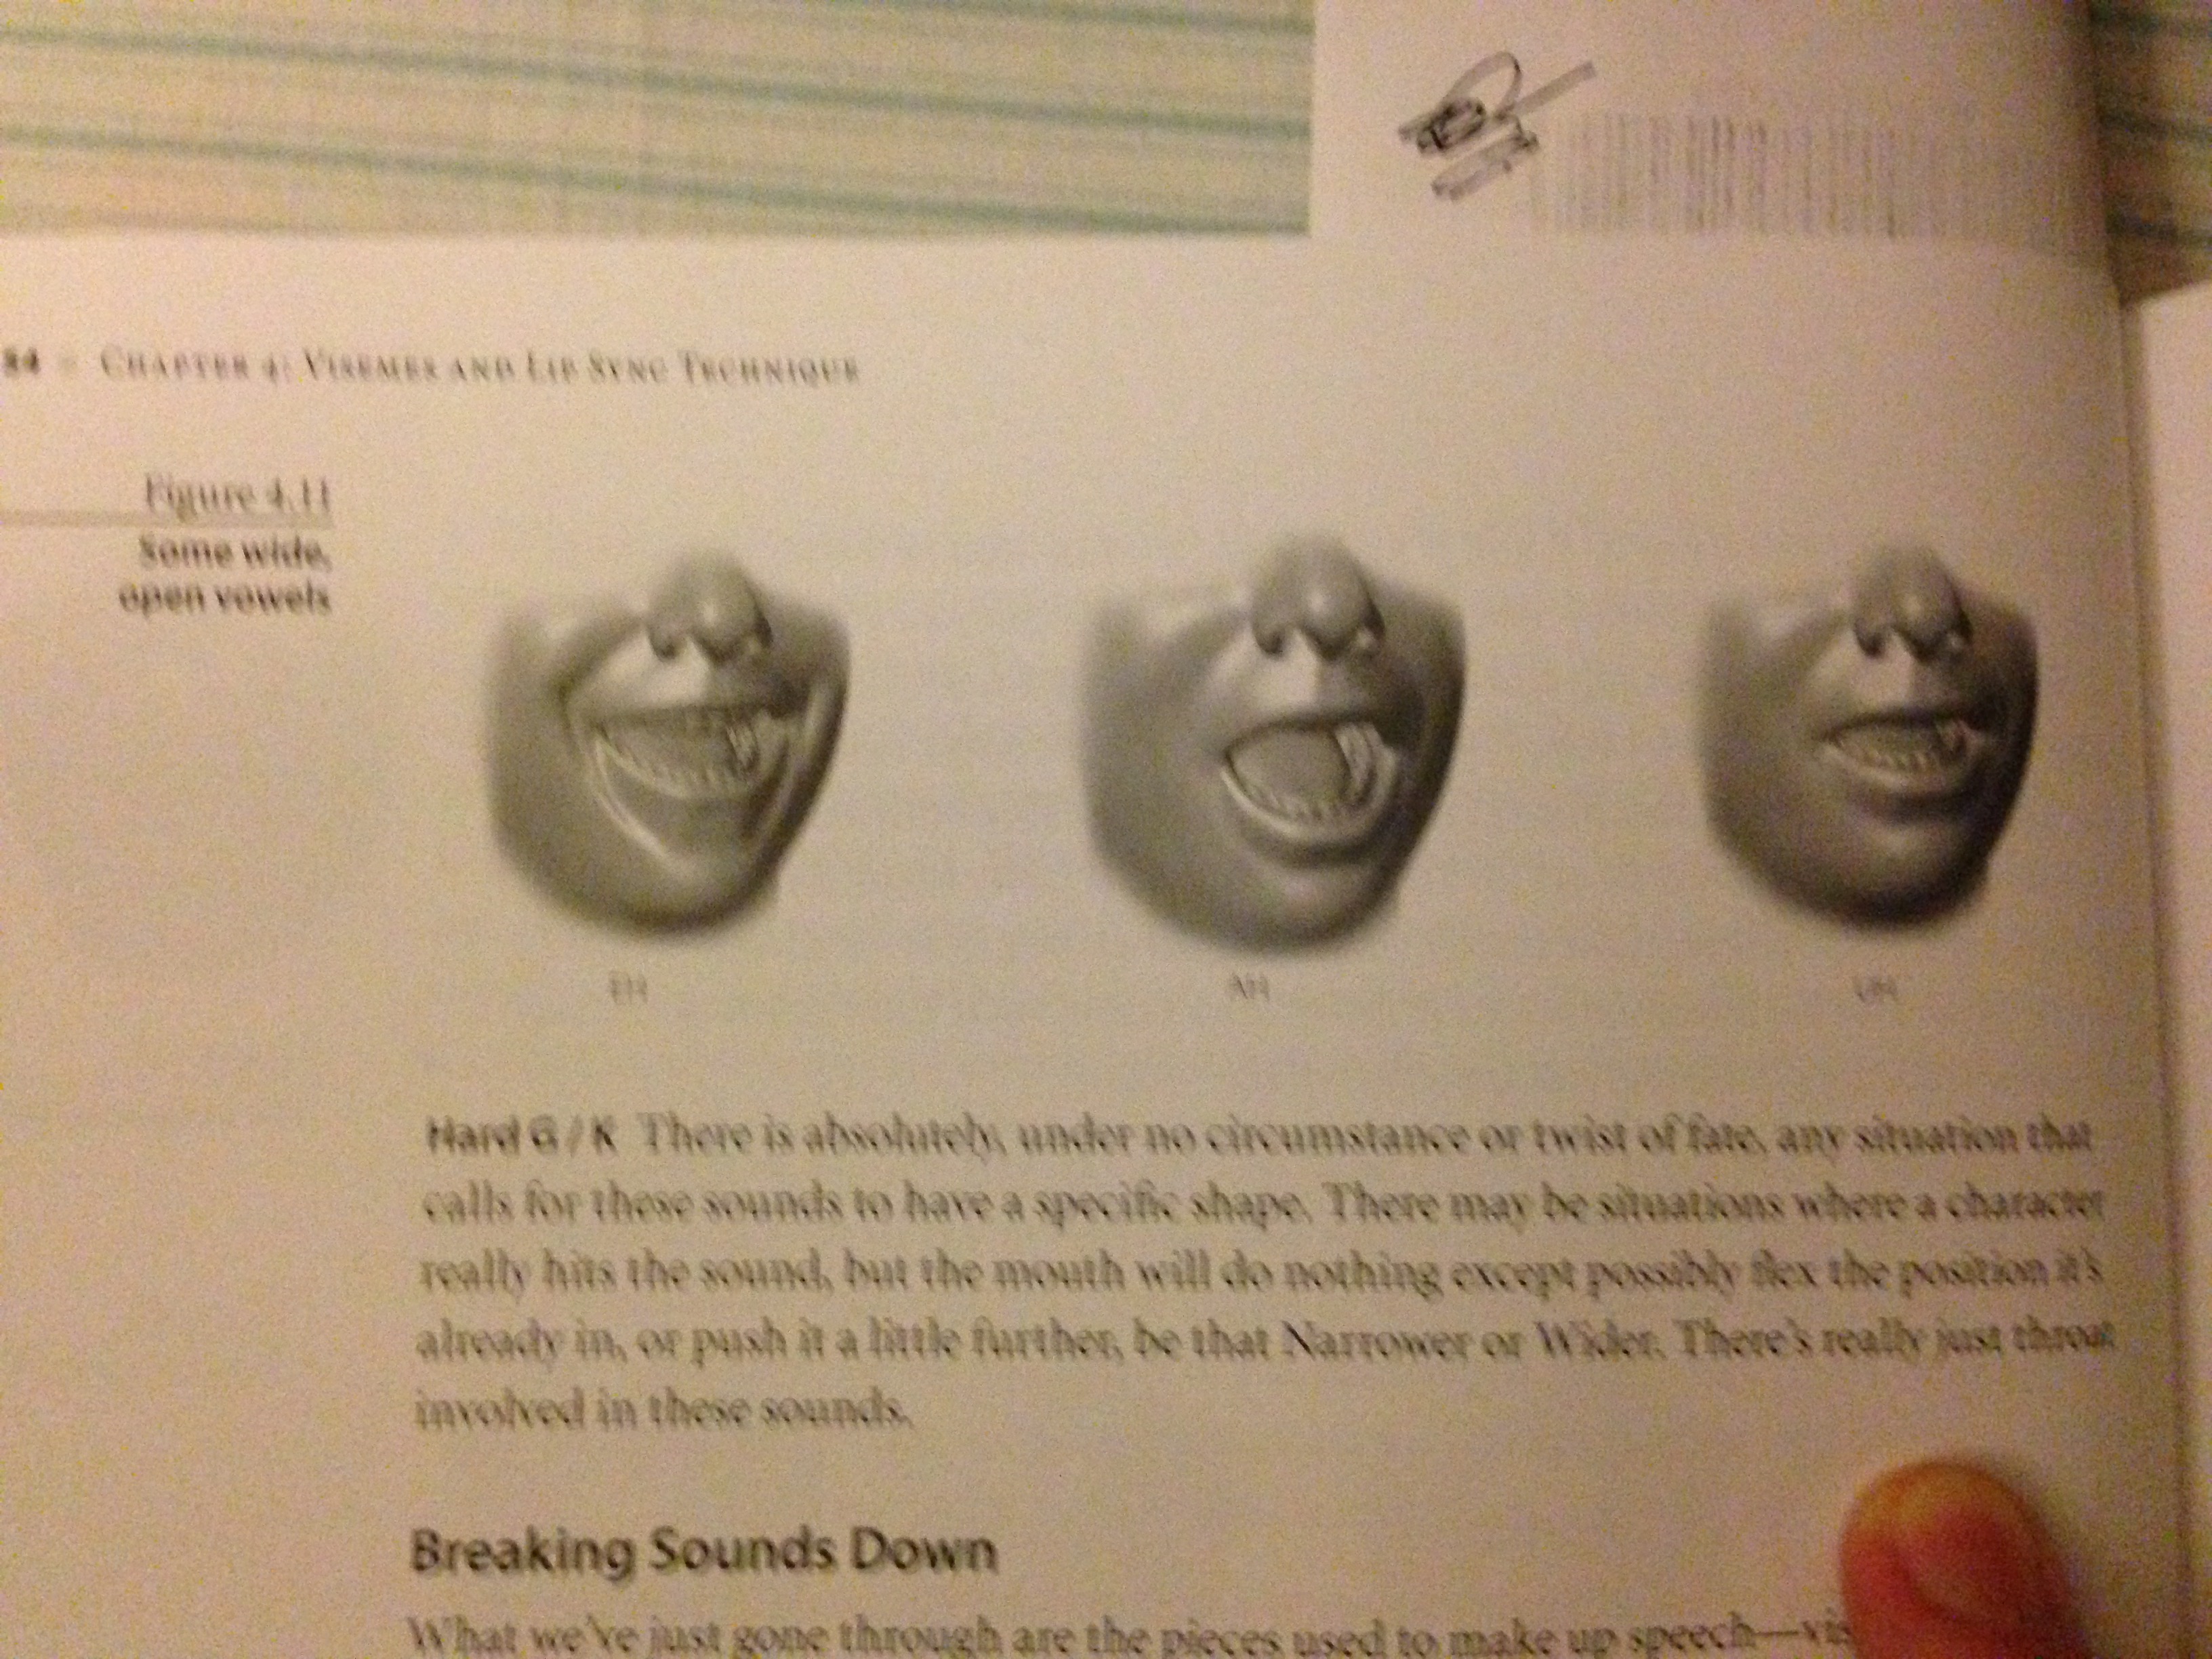 84 · CHAPTER 4: VISEMES AND LIP SYNC TECHNIQUE
Figure 4.11
Some wide,
open vowels
EH
AH
UH
Hard G / K There is absolutely, under no circumstance or twist of fate, any situation that
calls for these sounds to have a specific shape. There may be situations where a character
really hits the sound, but the mouth will do nothing except possibly flex the position it's
already in, or push it a little further, be that Narrower or Wider. There's really just throat
involved in these sounds.
Breaking Sounds Down
What we've just gone through are the pieces used to make up speech—vis